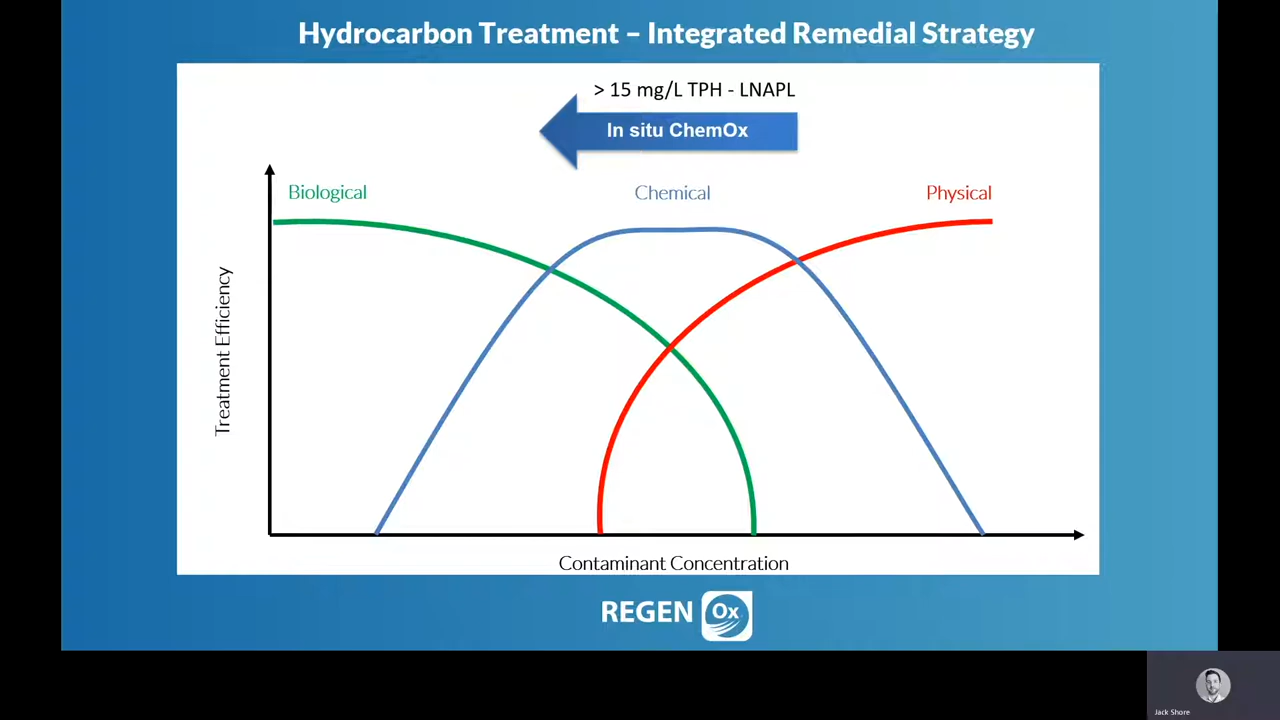 Hydrocarbon Treatment – Integrated Remedial Strategy
> 15 mg/L TPH - LNAPL
In situ ChemOx
Biological
Chemical
Physical
Treatment Efficiency
Contaminant Concentration
REGEN Ox
Jack Shore